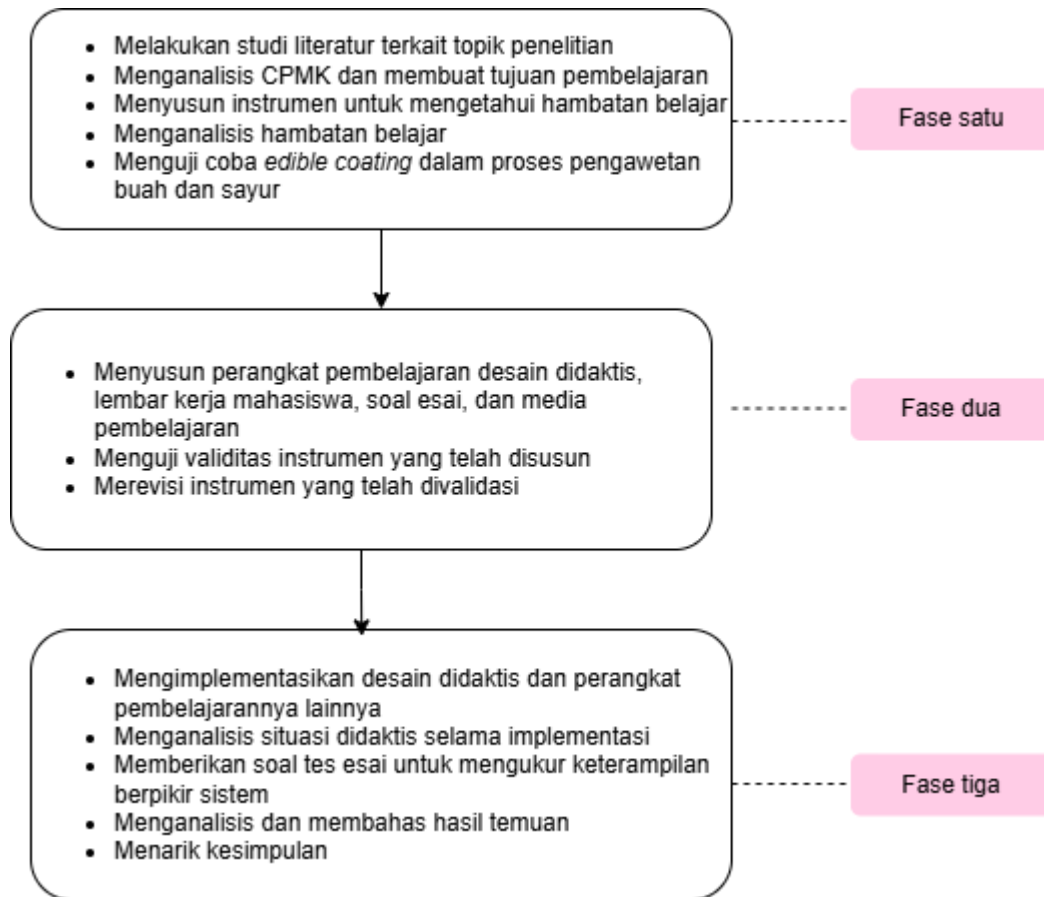 • Melakukan studi literatur terkait topik penelitian
• Menganalisis CPMK dan membuat tujuan pembelajaran
• Menyusun instrumen untuk mengetahui hambatan belajar
• Menganalisis hambatan belajar
• Menguji coba edible coating dalam proses pengawetan
buah dan sayur
Fase satu
• Menyusun perangkat pembelajaran desain didaktis,
lembar kerja mahasiswa, soal esai, dan media
pembelajaran
• Menguji validitas instrumen yang telah disusun
• Merevisi instrumen yang telah divalidasi
Fase dua
• Mengimplementasikan desain didaktis dan perangkat
pembelajarannya lainnya
• Menganalisis situasi didaktis selama implementasi
• Memberikan soal tes esai untuk mengukur keterampilan
berpikir sistem
• Menganalisis dan membahas hasil temuan
• Menarik kesimpulan
Fase tiga